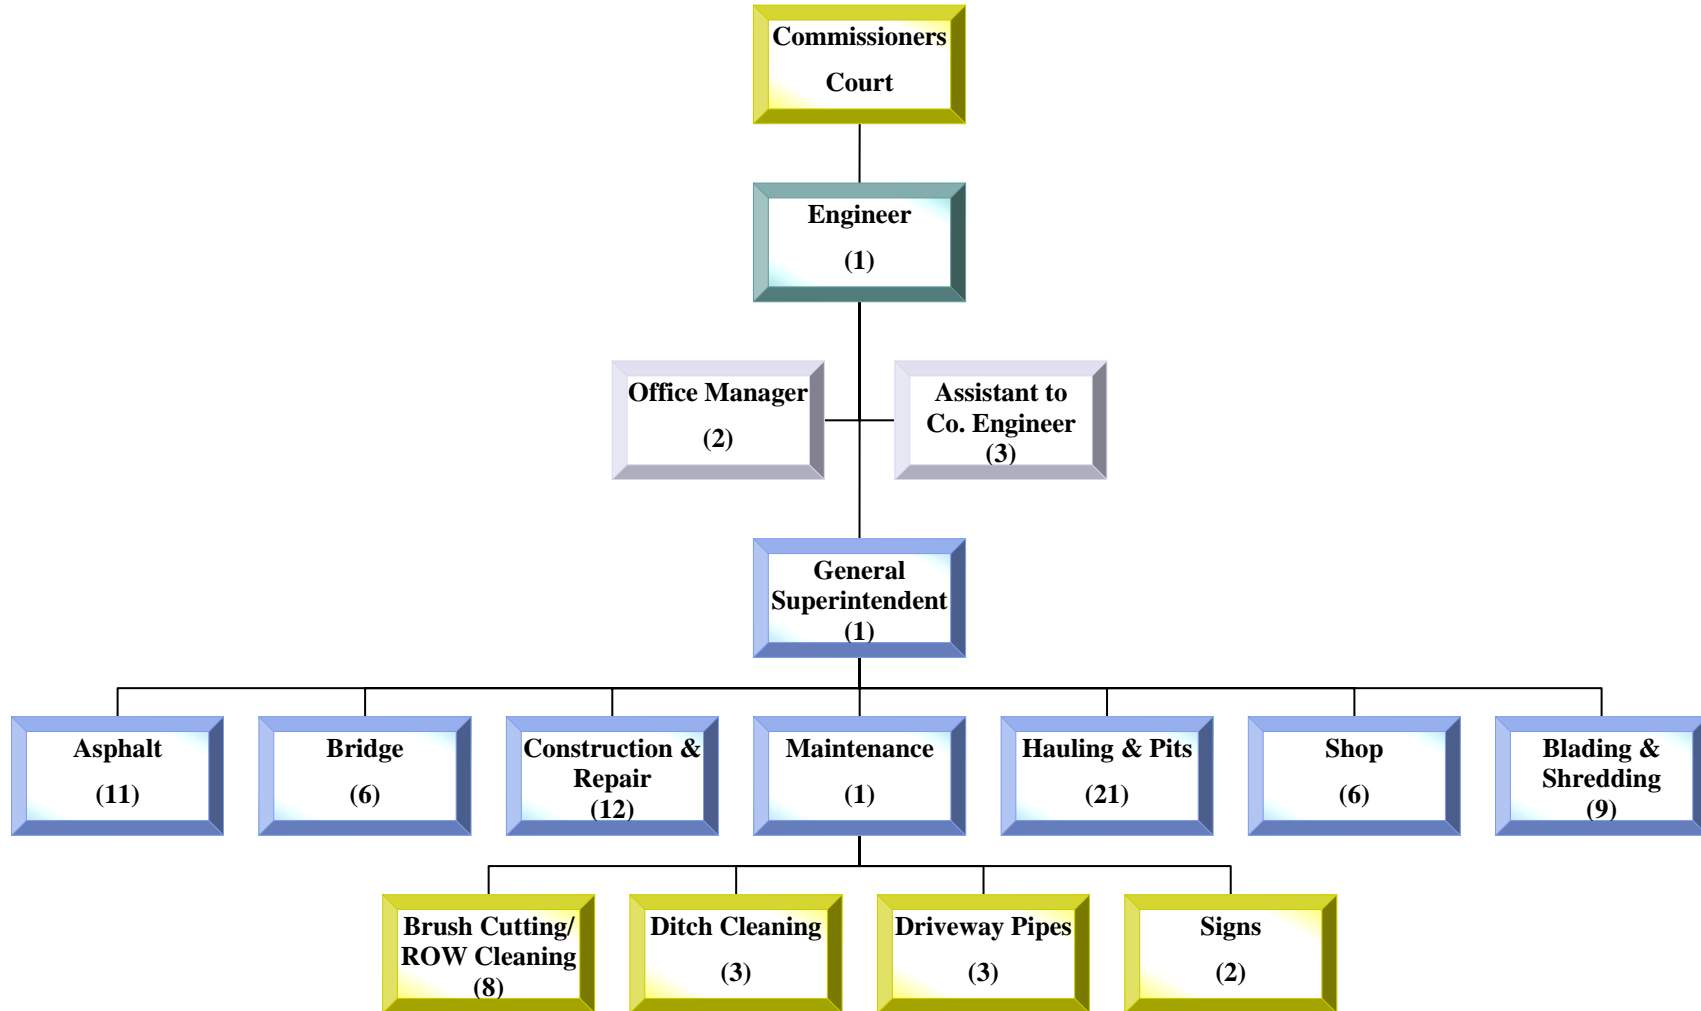 Commissioners
Court
Engineer
(1)
Office Manager
(2)
Assistant to
Co. Engineer
(3)
General
Superintendent
(1)
Asphalt
(11)
Bridge
(6)
Construction &
Repair
(12)
Maintenance
(1)
Hauling & Pits
(21)
Shop
(6)
Blading &
Shredding
(9)
Brush Cutting/
ROW Cleaning
(8)
Ditch Cleaning
(3)
Driveway Pipes
(3)
Signs
(2)